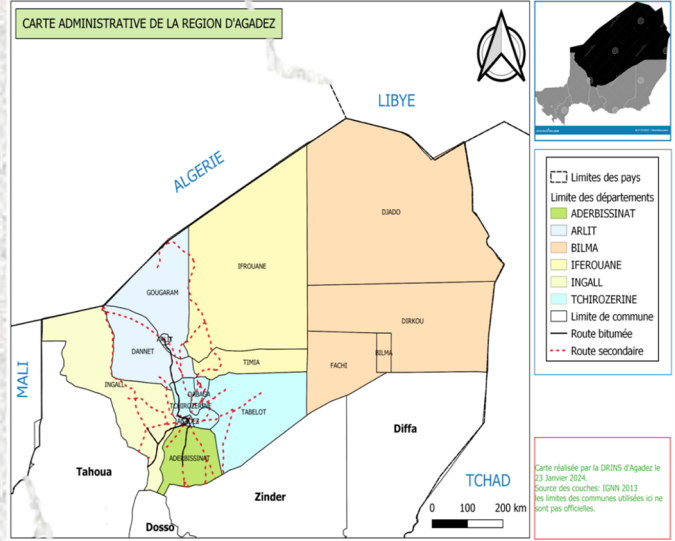 CARTE ADMINISTRATIVE DE LA REGION D'AGADEZ
LIBYE
ALGERIE
DJADO
IFROUANE
GOUGARAM
DIRKOU
ARLIT
DANNET
TIMIA
FACHI
BILMA
INGALL
DABAGA
TCHIROZERINE
TABELOT
AGADEZ
ADERBISSINAT
MALI
Tahoua
Diffa
Zinder
TCHAD
Dosso
0 100 200 km
Limites des pays
Limite des départements
ADERBISSINAT
ARLIT
BILMA
IFEROUANE
INGALL
TCHIROZERINE
Limite de commune
Route bitumée
Route secondaire
Carte réalisée par la DRINS d'Agadez le
23 Janvier 2024.
Source des couches: IGNN 2013
les limites des communes utilisées ici ne
sont pas officielles.